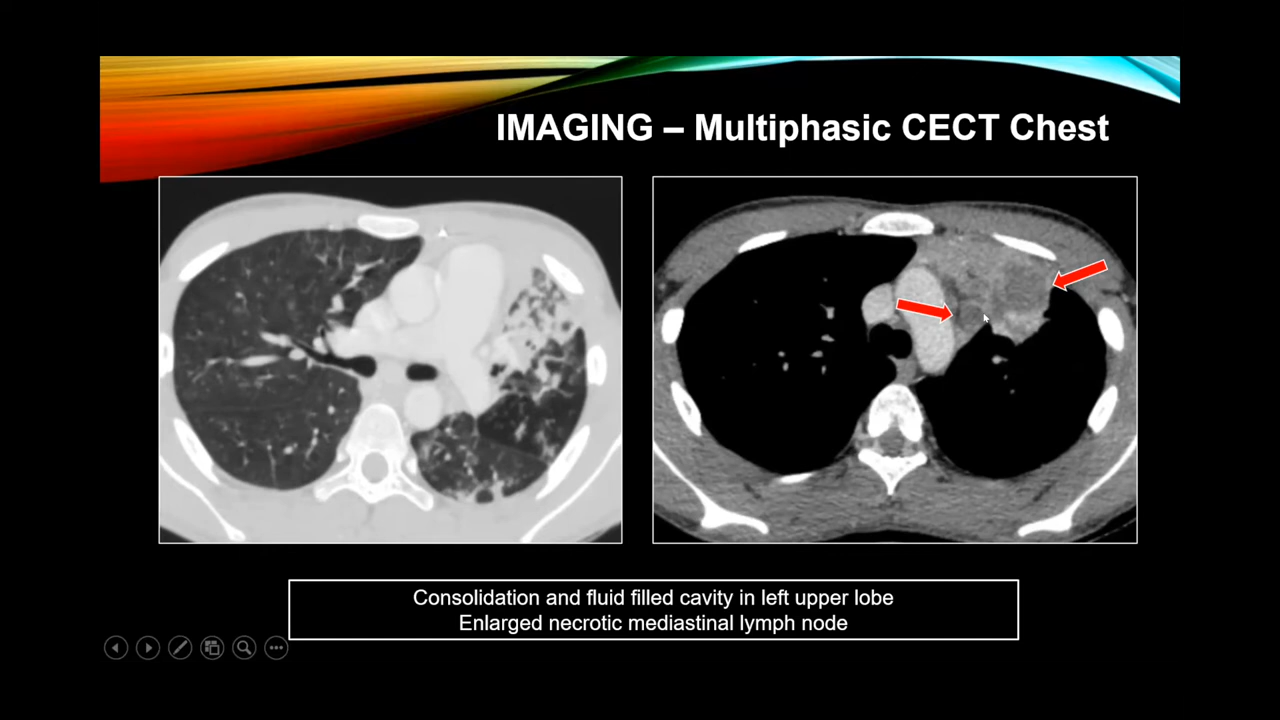 IMAGING – Multiphasic CECT Chest
Consolidation and fluid filled cavity in left upper lobe
Enlarged necrotic mediastinal lymph node